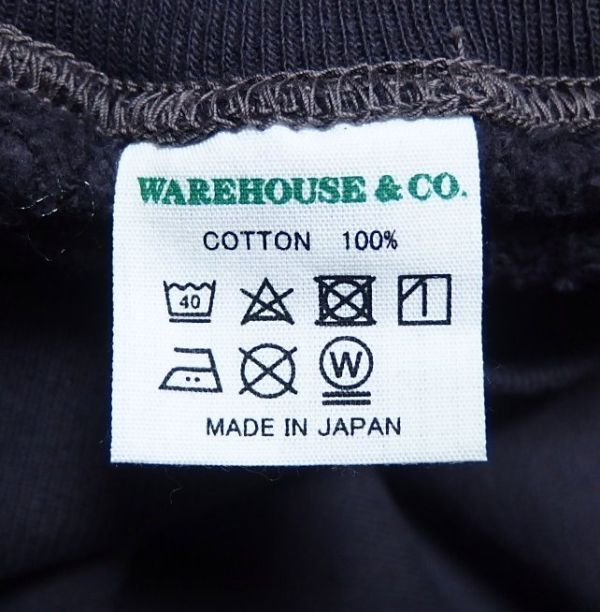 WAREHOUSE & CO.
COTTON 100%
40
W
MADE IN JAPAN